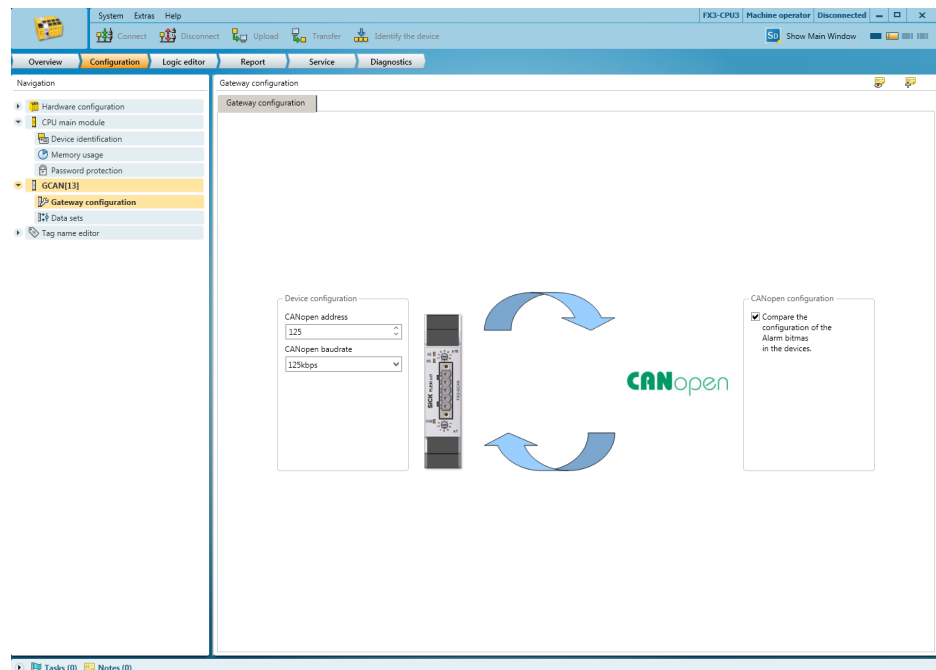 System Extras Help
FX3-CPU3 Machine operator Disconnected
Connect Disconnect Upload Transfer Identify the device
Show Main Window
Overview Configuration Logic editor Report Service Diagnostics
Navigation
Hardware configuration
CPU main module
Device identification
Memory usage
Password protection
GCAN[13]
Gateway configuration
Data sets
Tag name editor
Gateway configuration
Gateway configuration
Device configuration
CANopen address
125
CANopen baudrate
125kbps
SICK
CANopen
CANopen configuration
Compare the
configuration of the
Alarm bitmas
in the devices.
Tasks (0) Notes (0)